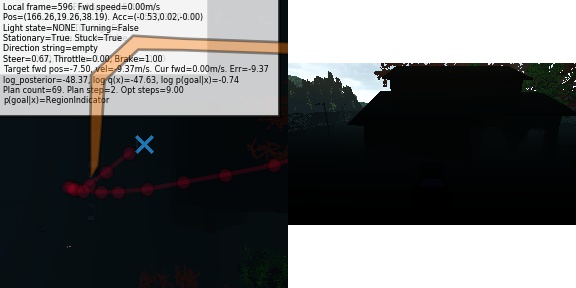 Local frame=596. Fwd speed=0.00m/s
Pos=(166.26,19.26,38.19). Acc=(-0.53,0.02,-0.00)
Light state=NONE. Turning=False
Stationary=True. Stuck=True
Direction string=empty
Steer=0.67, Throttle=0.00, Brake=1.00
Target fwd pos=-7.50, vel=-9.37m/s. Cur fwd=0.00m/s. Err=-9.37
log_posterior=-48.37, log q(x)=-47.63, log p(goal|x)=-0.74
Plan count=69. Plan step=2. Opt steps=9.00
p(goal|x)=RegionIndicator